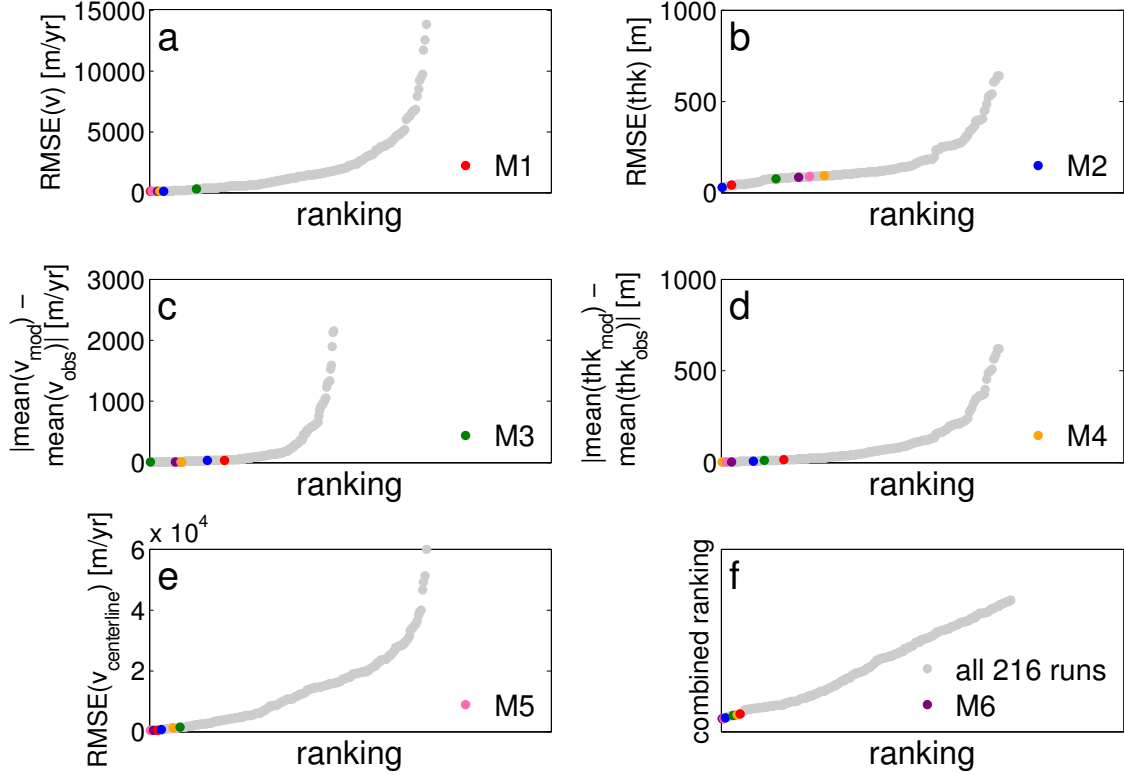 a
RMSE(v) [m/yr]
15000
10000
5000
0
M1
ranking
b
RMSE(thk) [m]
1000
500
0
M2
ranking
c
|mean(v_mod) −
mean(v_obs)| [m/yr]
3000
2000
1000
0
M3
ranking
d
|mean(thk_mod) −
mean(thk_obs)| [m]
1000
500
0
M4
ranking
e
x 10^4
RMSE(v_centerline) [m/yr]
6
4
2
0
M5
ranking
f
combined ranking
all 216 runs
M6
ranking